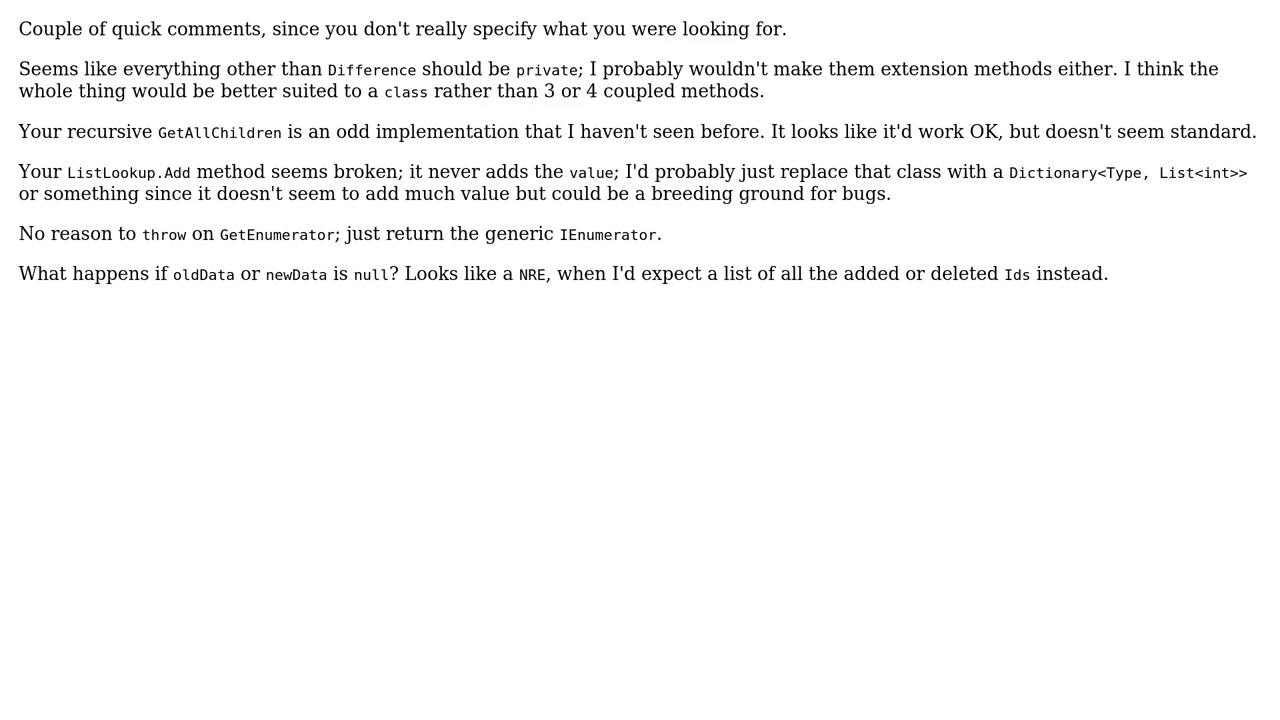 Couple of quick comments, since you don't really specify what you were looking for.
Seems like everything other than Difference should be private; I probably wouldn't make them extension methods either. I think the
whole thing would be better suited to a class rather than 3 or 4 coupled methods.
Your recursive GetAllChildren is an odd implementation that I haven't seen before. It looks like it'd work OK, but doesn't seem standard.
Your ListLookup.Add method seems broken; it never adds the value; I'd probably just replace that class with a Dictionary<Type, List<int>>
or something since it doesn't seem to add much value but could be a breeding ground for bugs.
No reason to throw on GetEnumerator; just return the generic IEnumerator.
What happens if oldData or newData is null? Looks like a NRE, when I'd expect a list of all the added or deleted Ids instead.